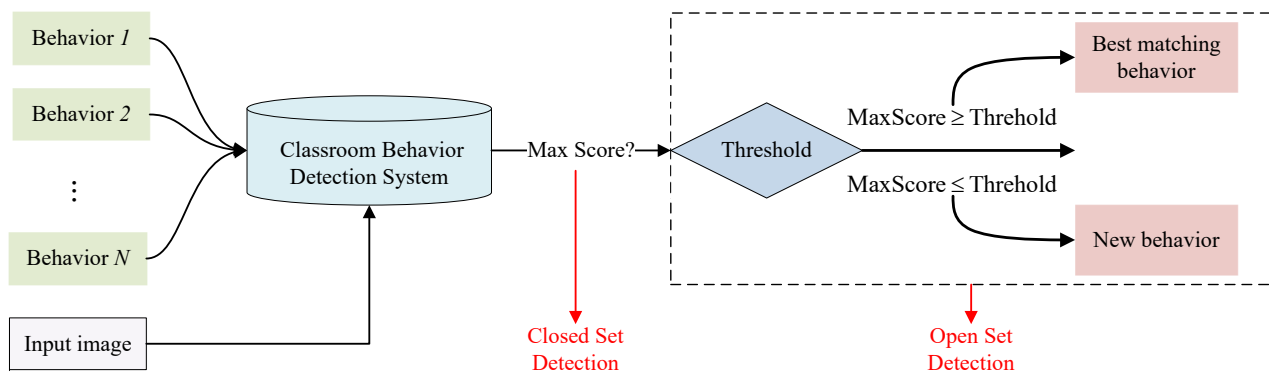 Behavior 1
Behavior 2
⋮
Behavior N
Input image
Classroom Behavior
Detection System
Max Score?
Closed Set
Detection
Threshold
MaxScore ≥ Threhold
MaxScore ≤ Threhold
Best matching
behavior
New behavior
Open Set
Detection